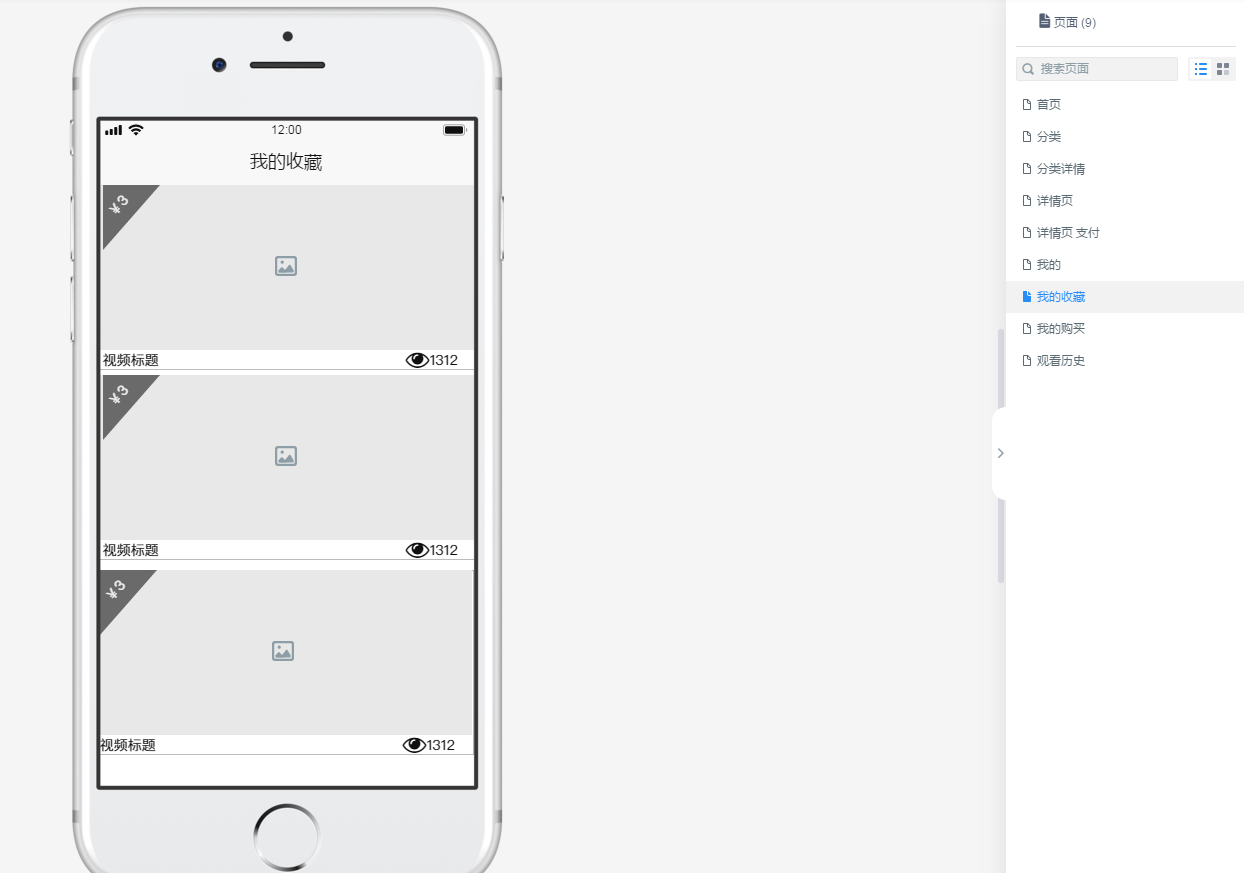 12:00
我的收藏
¥3
视频标题 1312
¥3
视频标题 1312
¥3
视频标题 1312
页面 (9)
搜索页面
首页
分类
分类详情
详情页
详情页 支付
我的
我的收藏
我的购买
观看历史